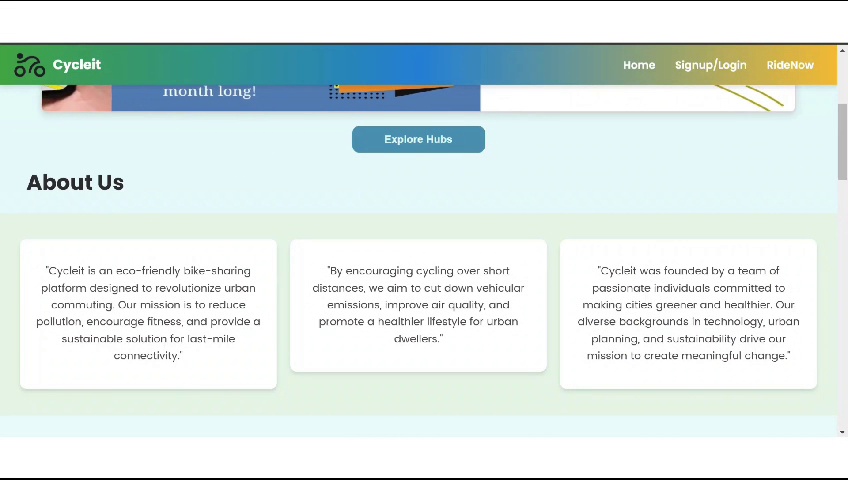 Cycleit
Home Signup/Login RideNow
month long!
Explore Hubs
About Us
"Cycleit is an eco-friendly bike-sharing
platform designed to revolutionize urban
commuting. Our mission is to reduce
pollution, encourage fitness, and provide a
sustainable solution for last-mile
connectivity."
"By encouraging cycling over short
distances, we aim to cut down vehicular
emissions, improve air quality, and
promote a healthier lifestyle for urban
dwellers."
"Cycleit was founded by a team of
passionate individuals committed to
making cities greener and healthier. Our
diverse backgrounds in technology, urban
planning, and sustainability drive our
mission to create meaningful change."